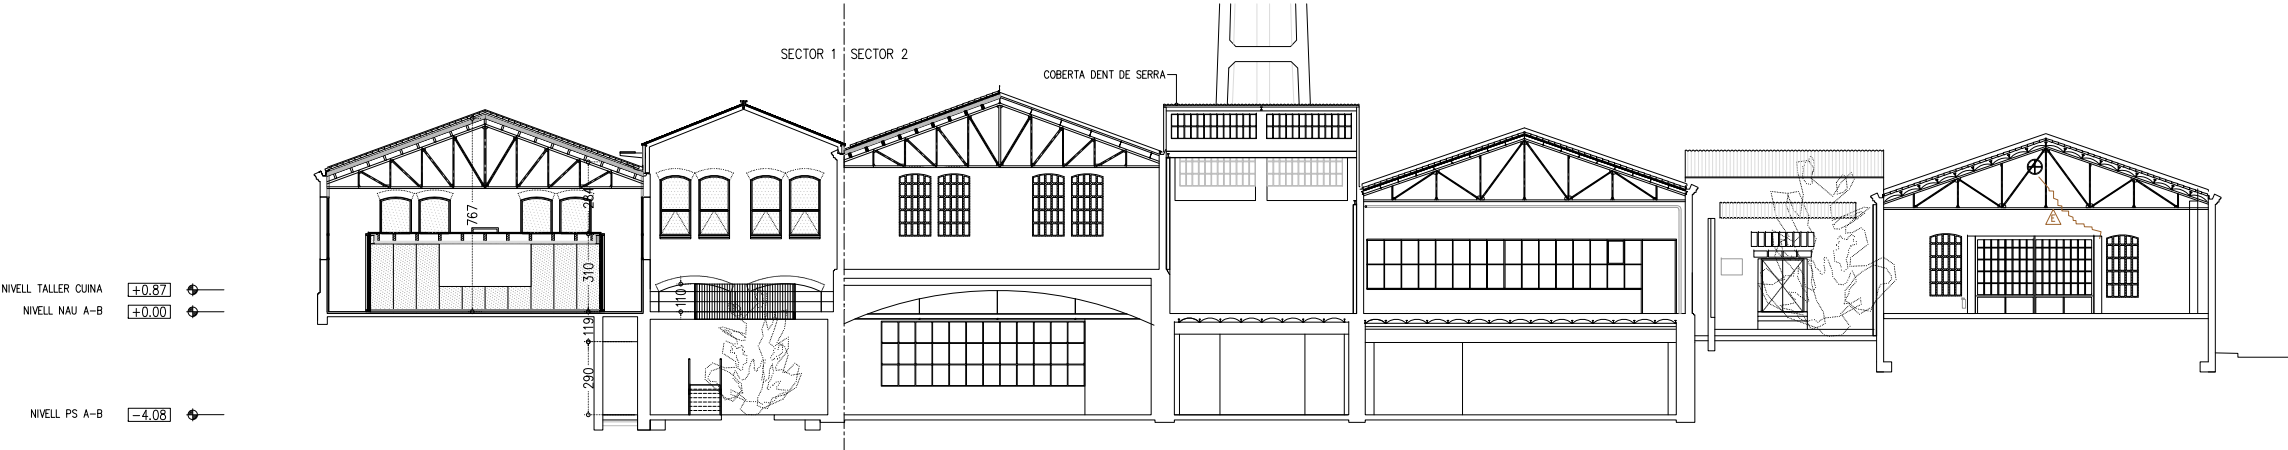 SECTOR 1
SECTOR 2
COBERTA DENT DE SERRA
284
767
E
310
NIVELL TALLER CUINA +0.87
110
NIVELL NAU A-B +0.00
119
290
NIVELL PS A-B -4.08